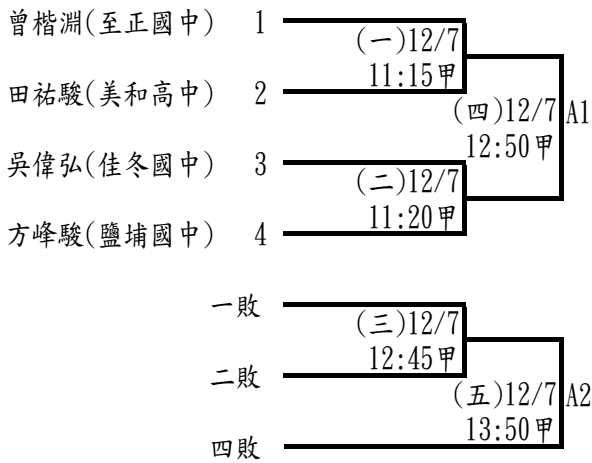 曾楷淵(至正國中) 1
(一)12/7
11:15甲
田祐駿(美和高中) 2
(四)12/7 A1
12:50甲
吳偉弘(佳冬國中) 3
(二)12/7
11:20甲
方峰駿(鹽埔國中) 4
一敗
(三)12/7
12:45甲
二敗
(五)12/7 A2
13:50甲
四敗